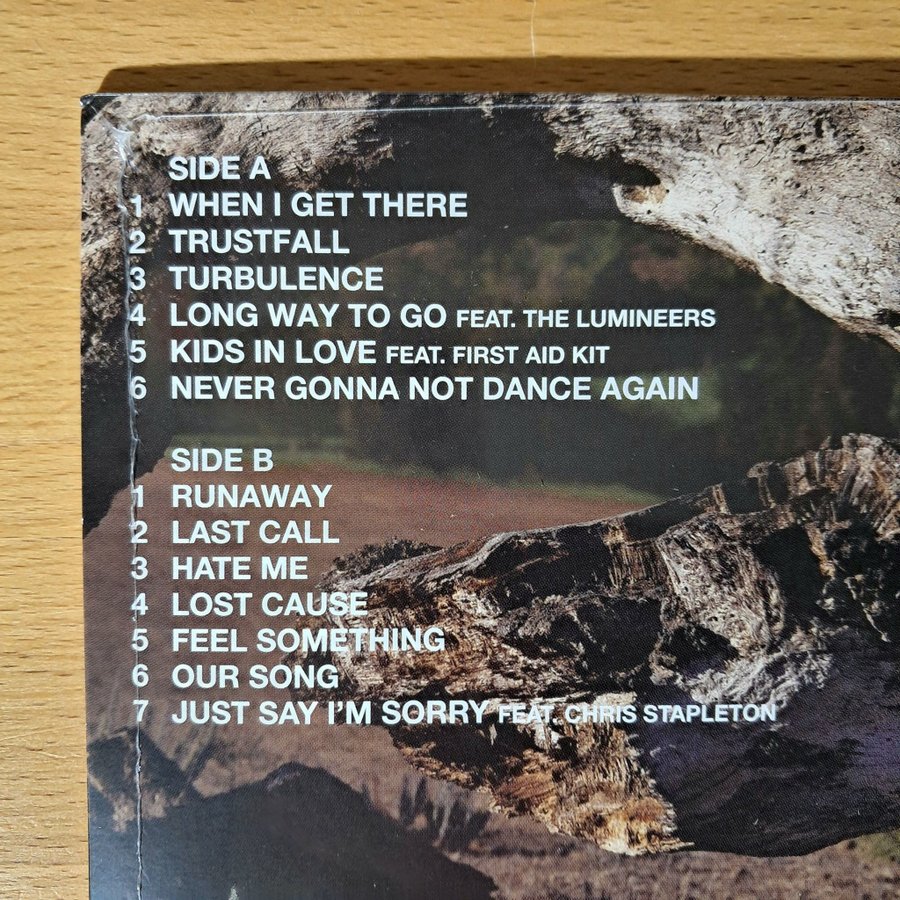 SIDE A
1 WHEN I GET THERE
2 TRUSTFALL
3 TURBULENCE
4 LONG WAY TO GO FEAT. THE LUMINEERS
5 KIDS IN LOVE FEAT. FIRST AID KIT
6 NEVER GONNA NOT DANCE AGAIN
SIDE B
1 RUNAWAY
2 LAST CALL
3 HATE ME
4 LOST CAUSE
5 FEEL SOMETHING
6 OUR SONG
7 JUST SAY I'M SORRY FEAT. CHRIS STAPLETON